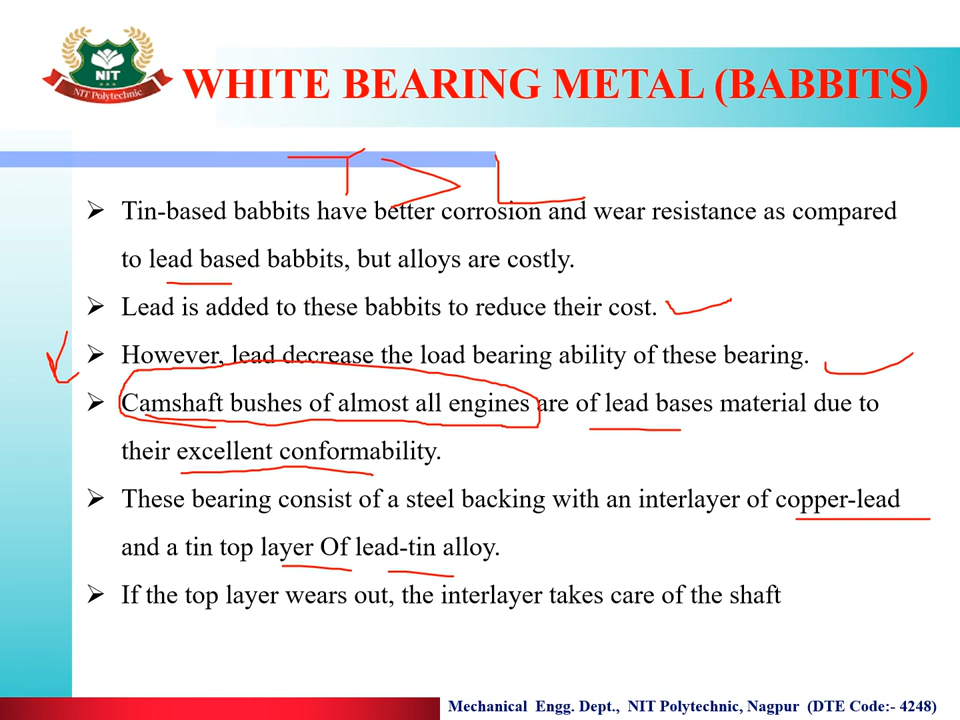 NIT
NIT Polytechnic
WHITE BEARING METAL (BABBITS)
T > L
➢ Tin-based babbits have better corrosion and wear resistance as compared
to lead based babbits, but alloys are costly.
➢ Lead is added to these babbits to reduce their cost.
➢ However, lead decrease the load bearing ability of these bearing.
➢ Camshaft bushes of almost all engines are of lead bases material due to
their excellent conformability.
➢ These bearing consist of a steel backing with an interlayer of copper-lead
and a tin top layer Of lead-tin alloy.
➢ If the top layer wears out, the interlayer takes care of the shaft
Mechanical Engg. Dept., NIT Polytechnic, Nagpur (DTE Code:- 4248)